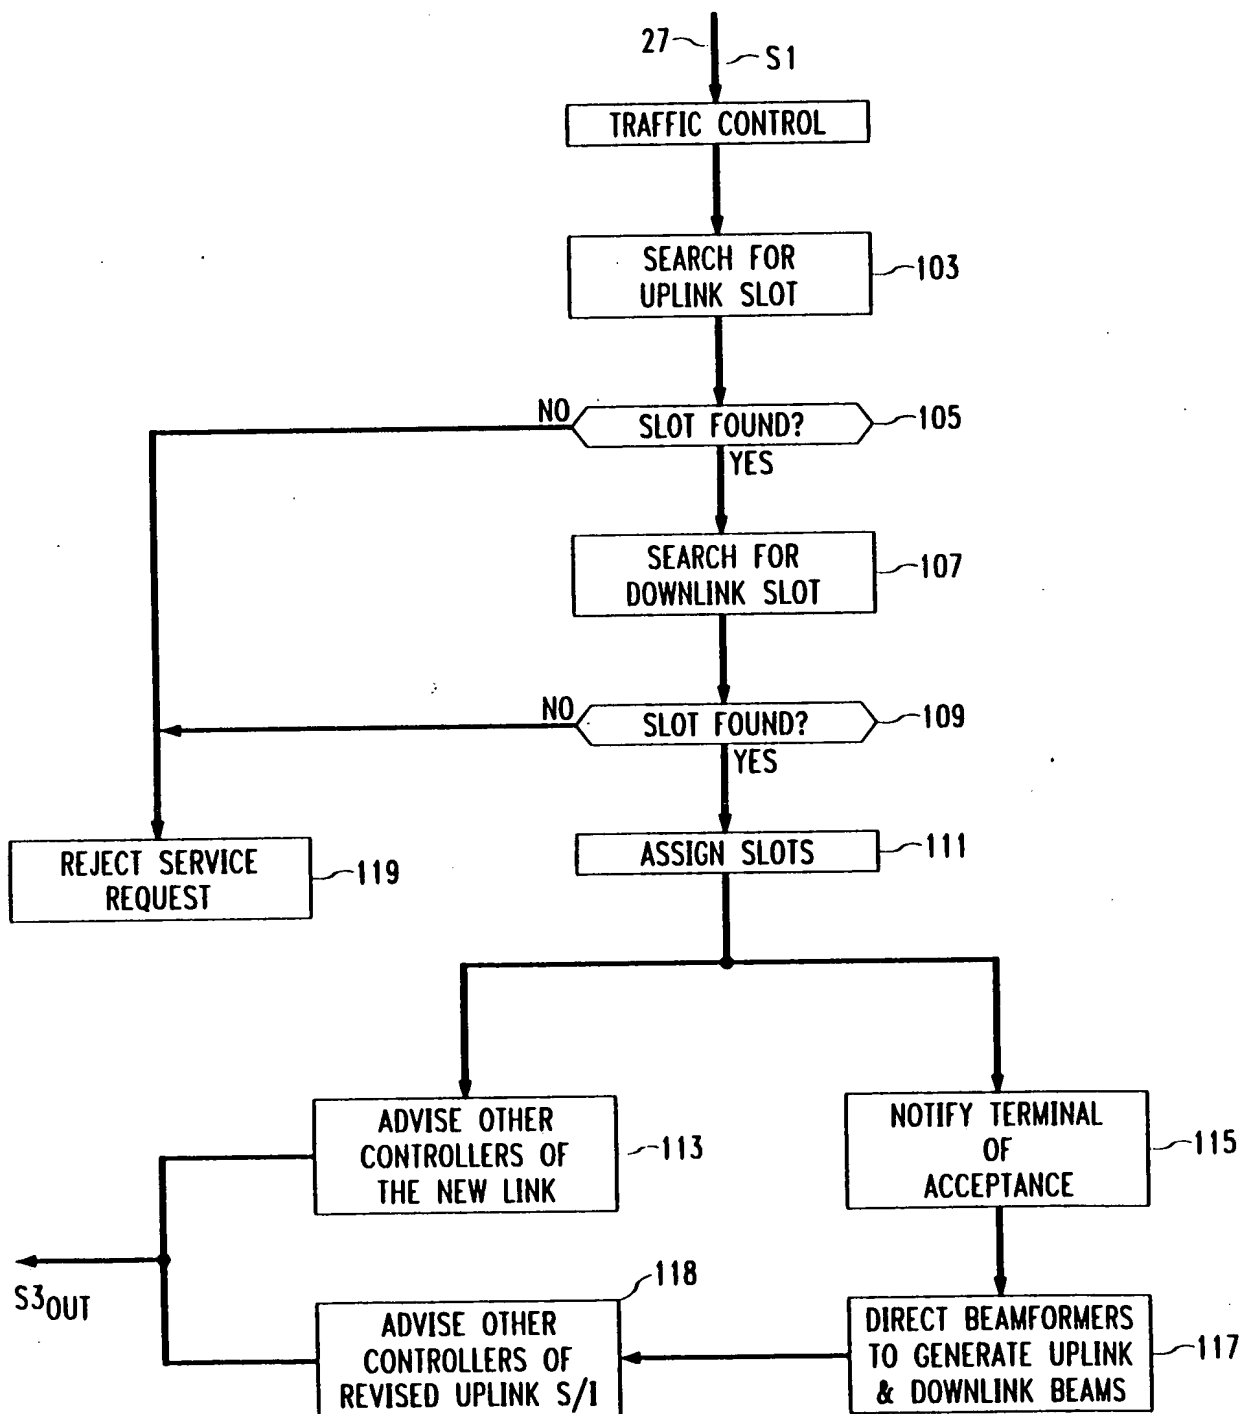 27
S1
TRAFFIC CONTROL
SEARCH FOR
UPLINK SLOT
103
NO
SLOT FOUND?
105
YES
SEARCH FOR
DOWNLINK SLOT
107
NO
SLOT FOUND?
109
YES
ASSIGN SLOTS
111
REJECT SERVICE
REQUEST
119
ADVISE OTHER
CONTROLLERS OF
THE NEW LINK
113
NOTIFY TERMINAL
OF
ACCEPTANCE
115
S3OUT
118
ADVISE OTHER
CONTROLLERS OF
REVISED UPLINK S/I
DIRECT BEAMFORMERS
TO GENERATE UPLINK
& DOWNLINK BEAMS
117